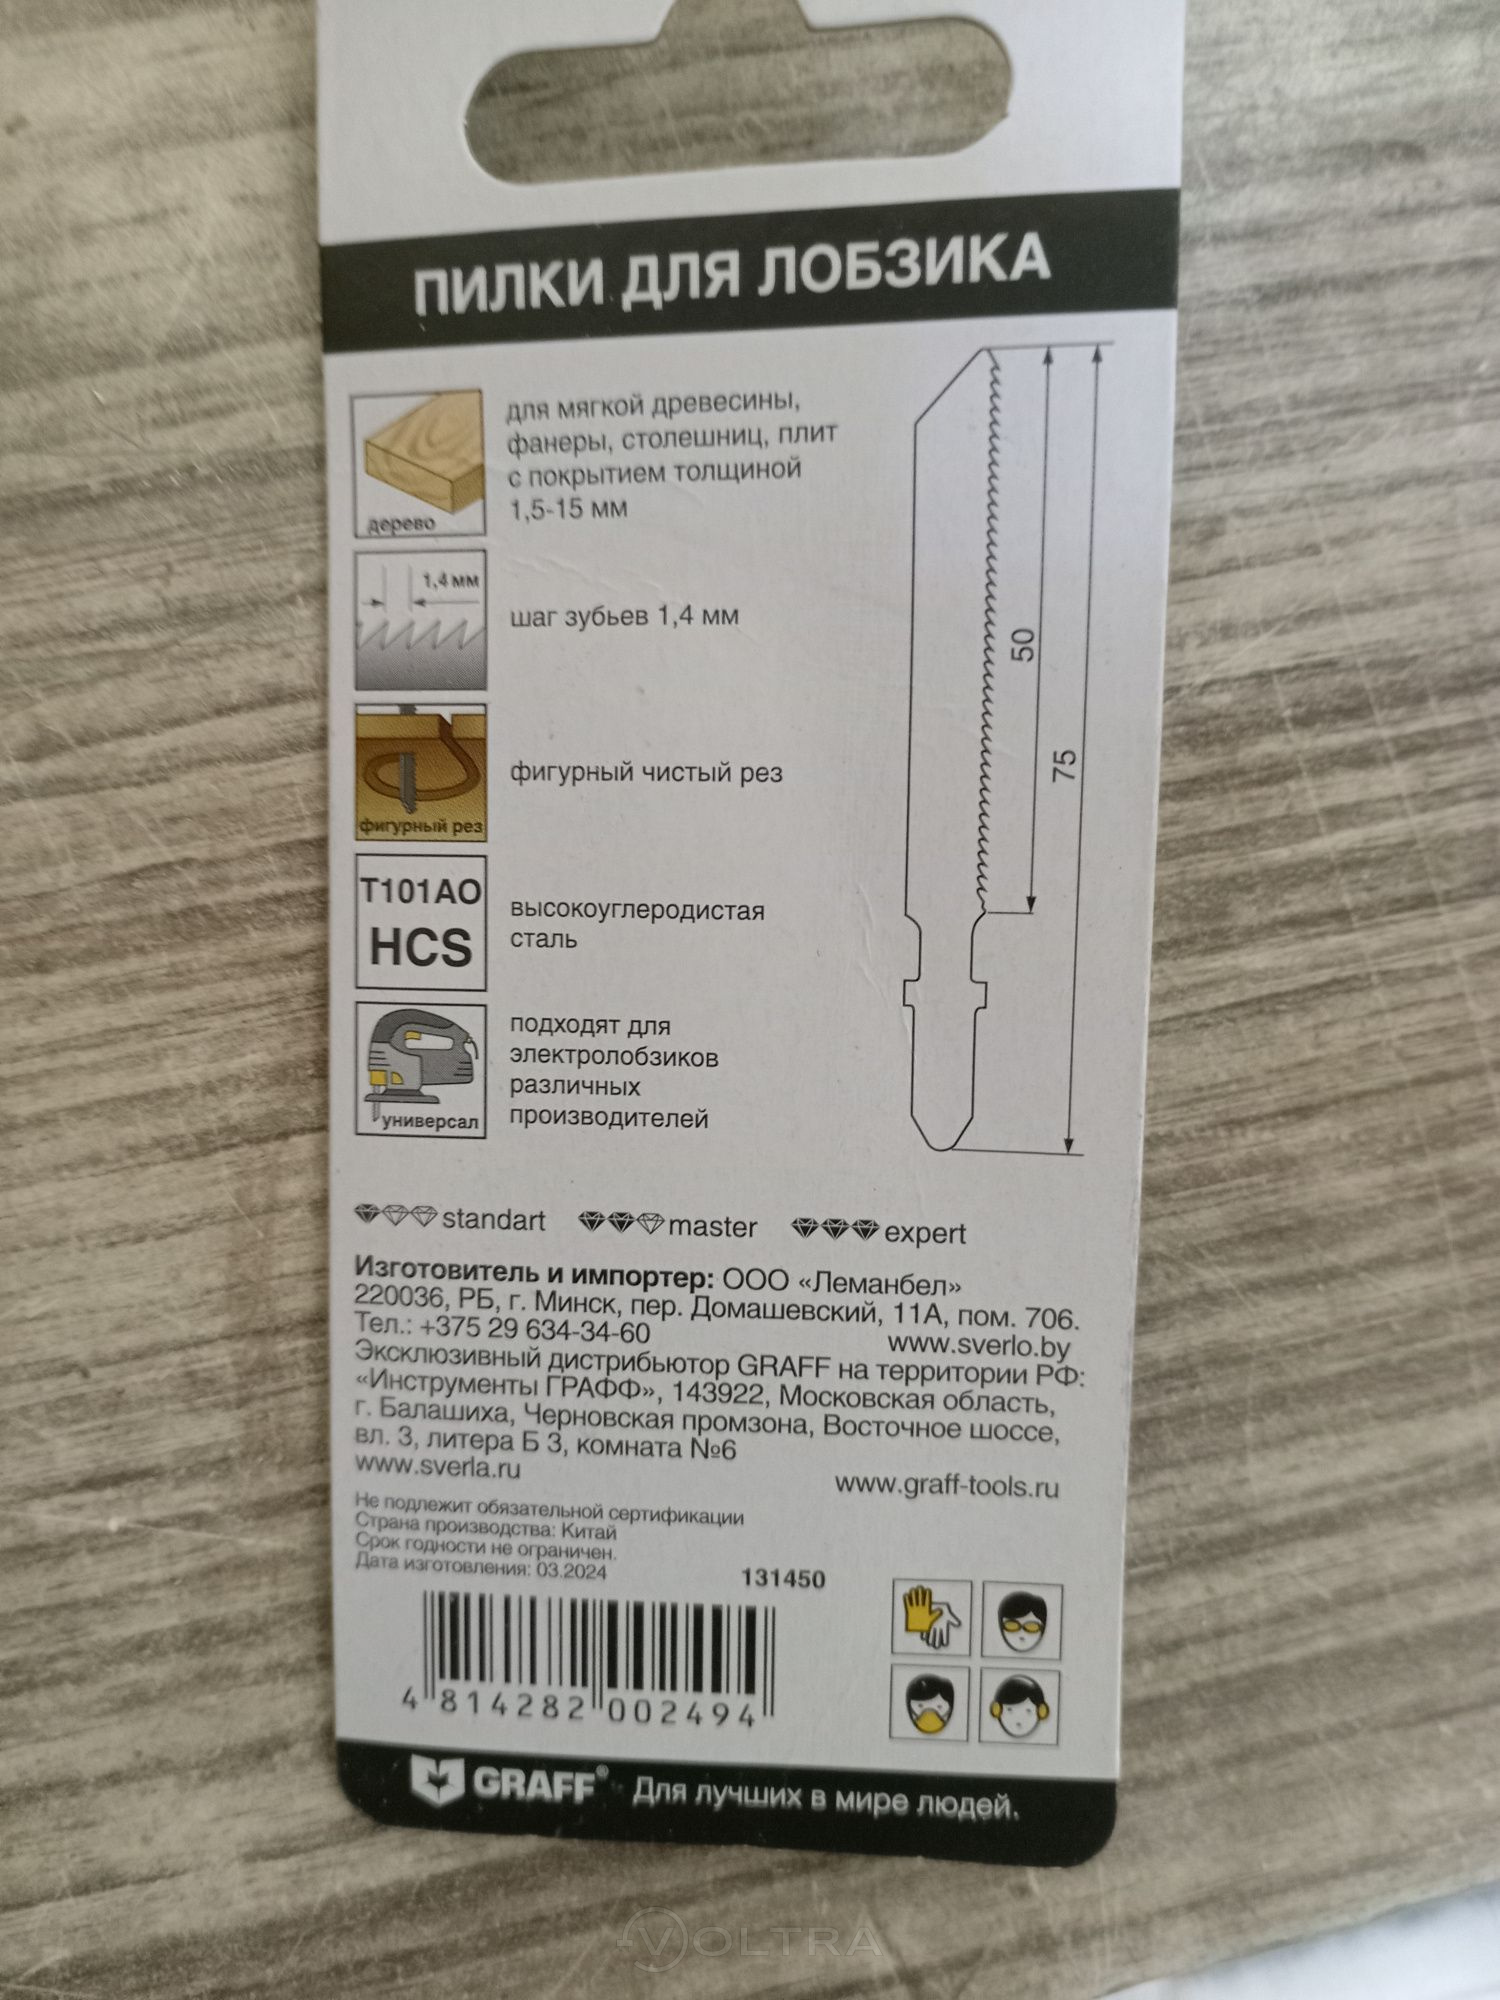 ПИЛКИ ДЛЯ ЛОБЗИКА
дерево
для мягкой древесины,
фанеры, столешниц, плит
с покрытием толщиной
1,5-15 мм
1,4 мм
шаг зубьев 1,4 мм
фигурный рез
фигурный чистый рез
T101AO
HCS
высокоуглеродистая
сталь
универсал
подходят для
электролобзиков
различных
производителей
50
75
standart master expert
Изготовитель и импортер: ООО «Леманбел»
220036, РБ, г. Минск, пер. Домашевский, 11А, пом. 706.
Тел.: +375 29 634-34-60
www.sverlo.by
Эксклюзивный дистрибьютор GRAFF на территории РФ:
«Инструменты ГРАФФ», 143922, Московская область,
г. Балашиха, Черновская промзона, Восточное шоссе,
вл. 3, литера Б 3, комната №6
www.sverla.ru
www.graff-tools.ru
Не подлежит обязательной сертификации
Страна производства: Китай
Срок годности не ограничен.
Дата изготовления: 03.2024
131450
4 814282 002494
GRAFF® Для лучших в мире людей.
VOLTRA